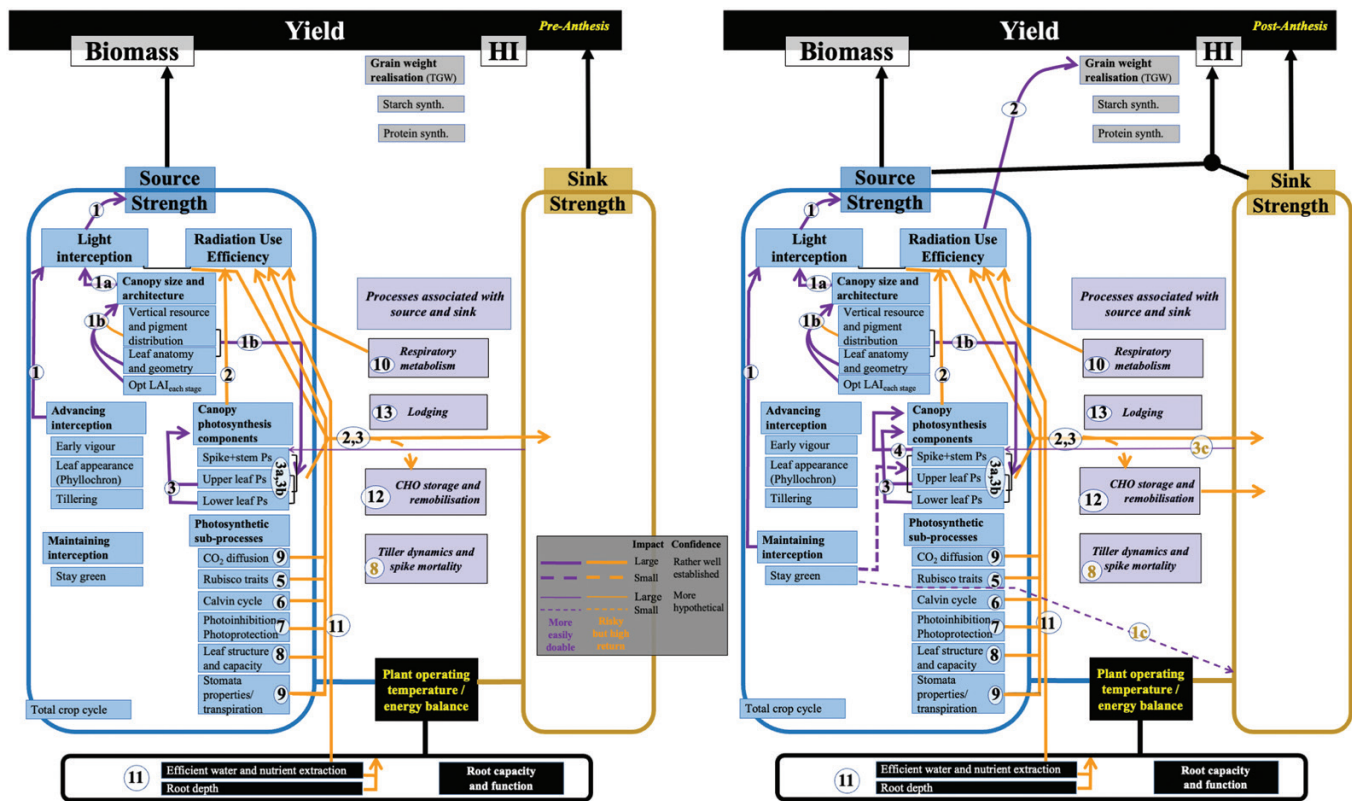 Yield
Pre-Anthesis
Biomass
HI
Grain weight
realisation (TGW)
Starch synth.
Protein synth.
Source
Strength
Sink
Strength
1
Light
interception
Radiation Use
Efficiency
1a
Canopy size and
architecture
1b
Vertical resource
and pigment
distribution
Leaf anatomy
and geometry
Opt LAI each stage
1b
1
2
Processes associated with
source and sink
10
Respiratory
metabolism
13
Lodging
Advancing
interception
Early vigour
Leaf appearance
(Phyllochron)
Tillering
Canopy
photosynthesis
components
Spike+stem Ps
Upper leaf Ps
Lower leaf Ps
3
3a,3b
2,3
12
CHO storage and
remobilisation
Maintaining
interception
Stay green
Photosynthetic
sub-processes
CO2 diffusion
9
Rubisco traits
5
Calvin cycle
6
Photoinhibition/
Photoprotection
7
Leaf structure
and capacity
8
Stomata
properties/
transpiration
9
11
Tiller dynamics and
spike mortality
8
Total crop cycle
Plant operating
temperature /
energy balance
11
Efficient water and nutrient extraction
Root depth
Root capacity
and function
Impact
Confidence
Large
Small
Rather well
established
Large
Small
More
hypothetical
More
easily
doable
Risky
but high
return
Yield
Post-Anthesis
Biomass
HI
Grain weight
realisation (TGW)
Starch synth.
Protein synth.
2
Source
Strength
Sink
Strength
1
Light
interception
Radiation Use
Efficiency
1a
Canopy size and
architecture
1b
Vertical resource
and pigment
distribution
Leaf anatomy
and geometry
Opt LAI each stage
1b
1
2
Processes associated with
source and sink
10
Respiratory
metabolism
13
Lodging
Advancing
interception
Early vigour
Leaf appearance
(Phyllochron)
Tillering
Canopy
photosynthesis
components
Spike+stem Ps
Upper leaf Ps
Lower leaf Ps
4
3
3a,3b
2,3
3c
12
CHO storage and
remobilisation
Maintaining
interception
Stay green
Photosynthetic
sub-processes
CO2 diffusion
9
Rubisco traits
5
Calvin cycle
6
Photoinhibition/
Photoprotection
7
Leaf structure
and capacity
8
Stomata
properties/
transpiration
9
11
Tiller dynamics and
spike mortality
8
1c
Total crop cycle
Plant operating
temperature /
energy balance
11
Efficient water and nutrient extraction
Root depth
Root capacity
and function